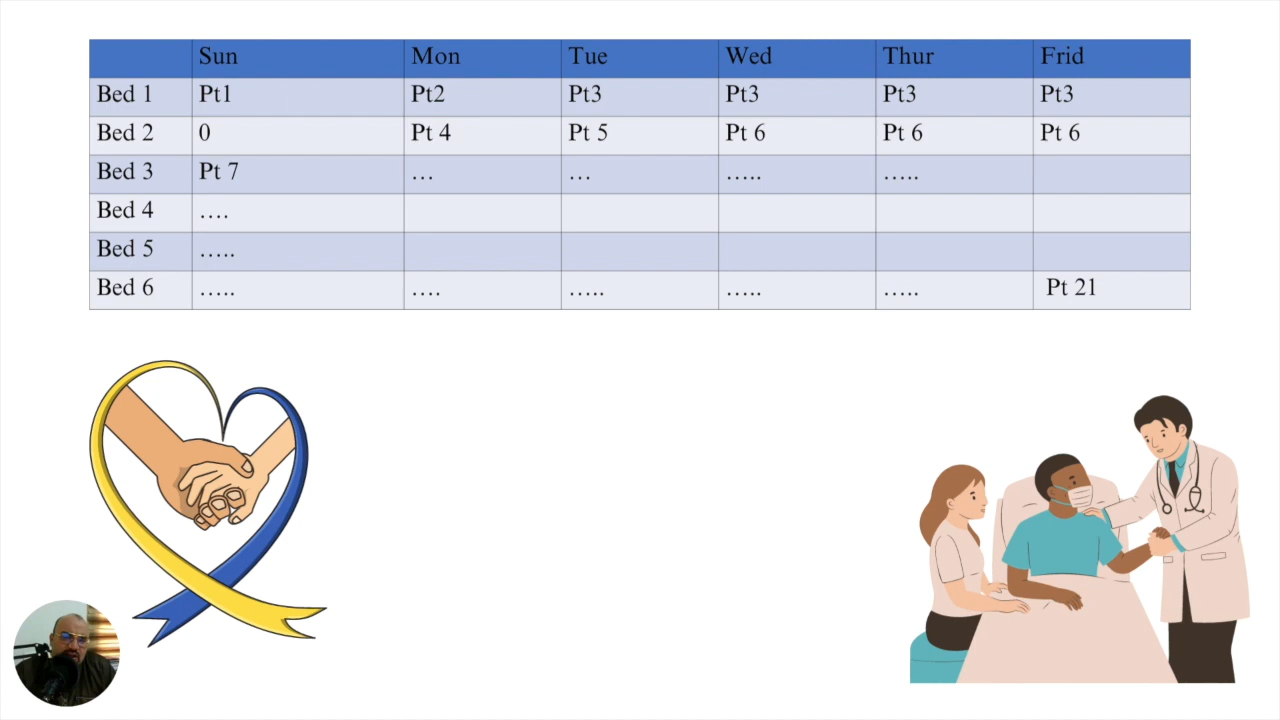 Sun Mon Tue Wed Thur Frid
Bed 1 Pt1 Pt2 Pt3 Pt3 Pt3 Pt3
Bed 2 0 Pt 4 Pt 5 Pt 6 Pt 6 Pt 6
Bed 3 Pt 7 ... ... ..... .....
Bed 4 ....
Bed 5 .....
Bed 6 ..... .... ..... ..... ..... Pt 21